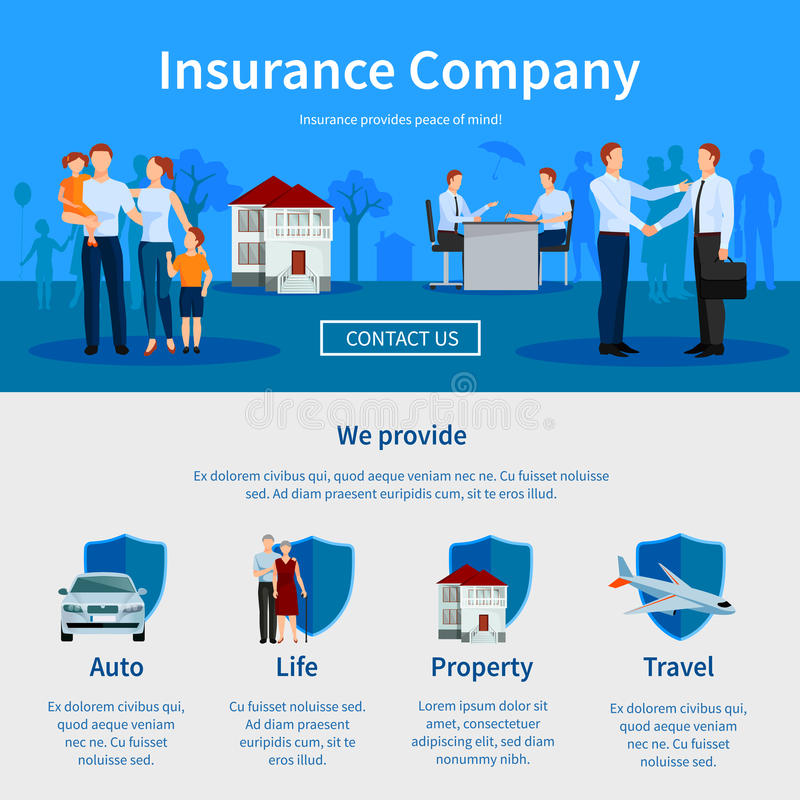 Insurance Company
Insurance provides peace of mind!
CONTACT US
dreamstime
We provide
Ex dolorem civibus qui, quod aeque veniam nec ne. Cu fuisset noluisse
sed. Ad diam praesent euripidis cum, sensibus te eros illud.
Auto
Ex dolorem civibus qui,
quod aeque veniam
nec ne. Cu fuisset
noluisse sed.
Life
Cu fuisset noluisse sed.
Ad diam praesent
euripidis cum,
sensibus te eros illud.
Property
Lorem ipsum dolor sit
amet, consectetuer
adipiscing elit, sed diam
nonummy nibh.
Travel
Ex dolorem civibus qui,
quod aeque veniam
nec ne. Cu fuisset
noluisse sed.